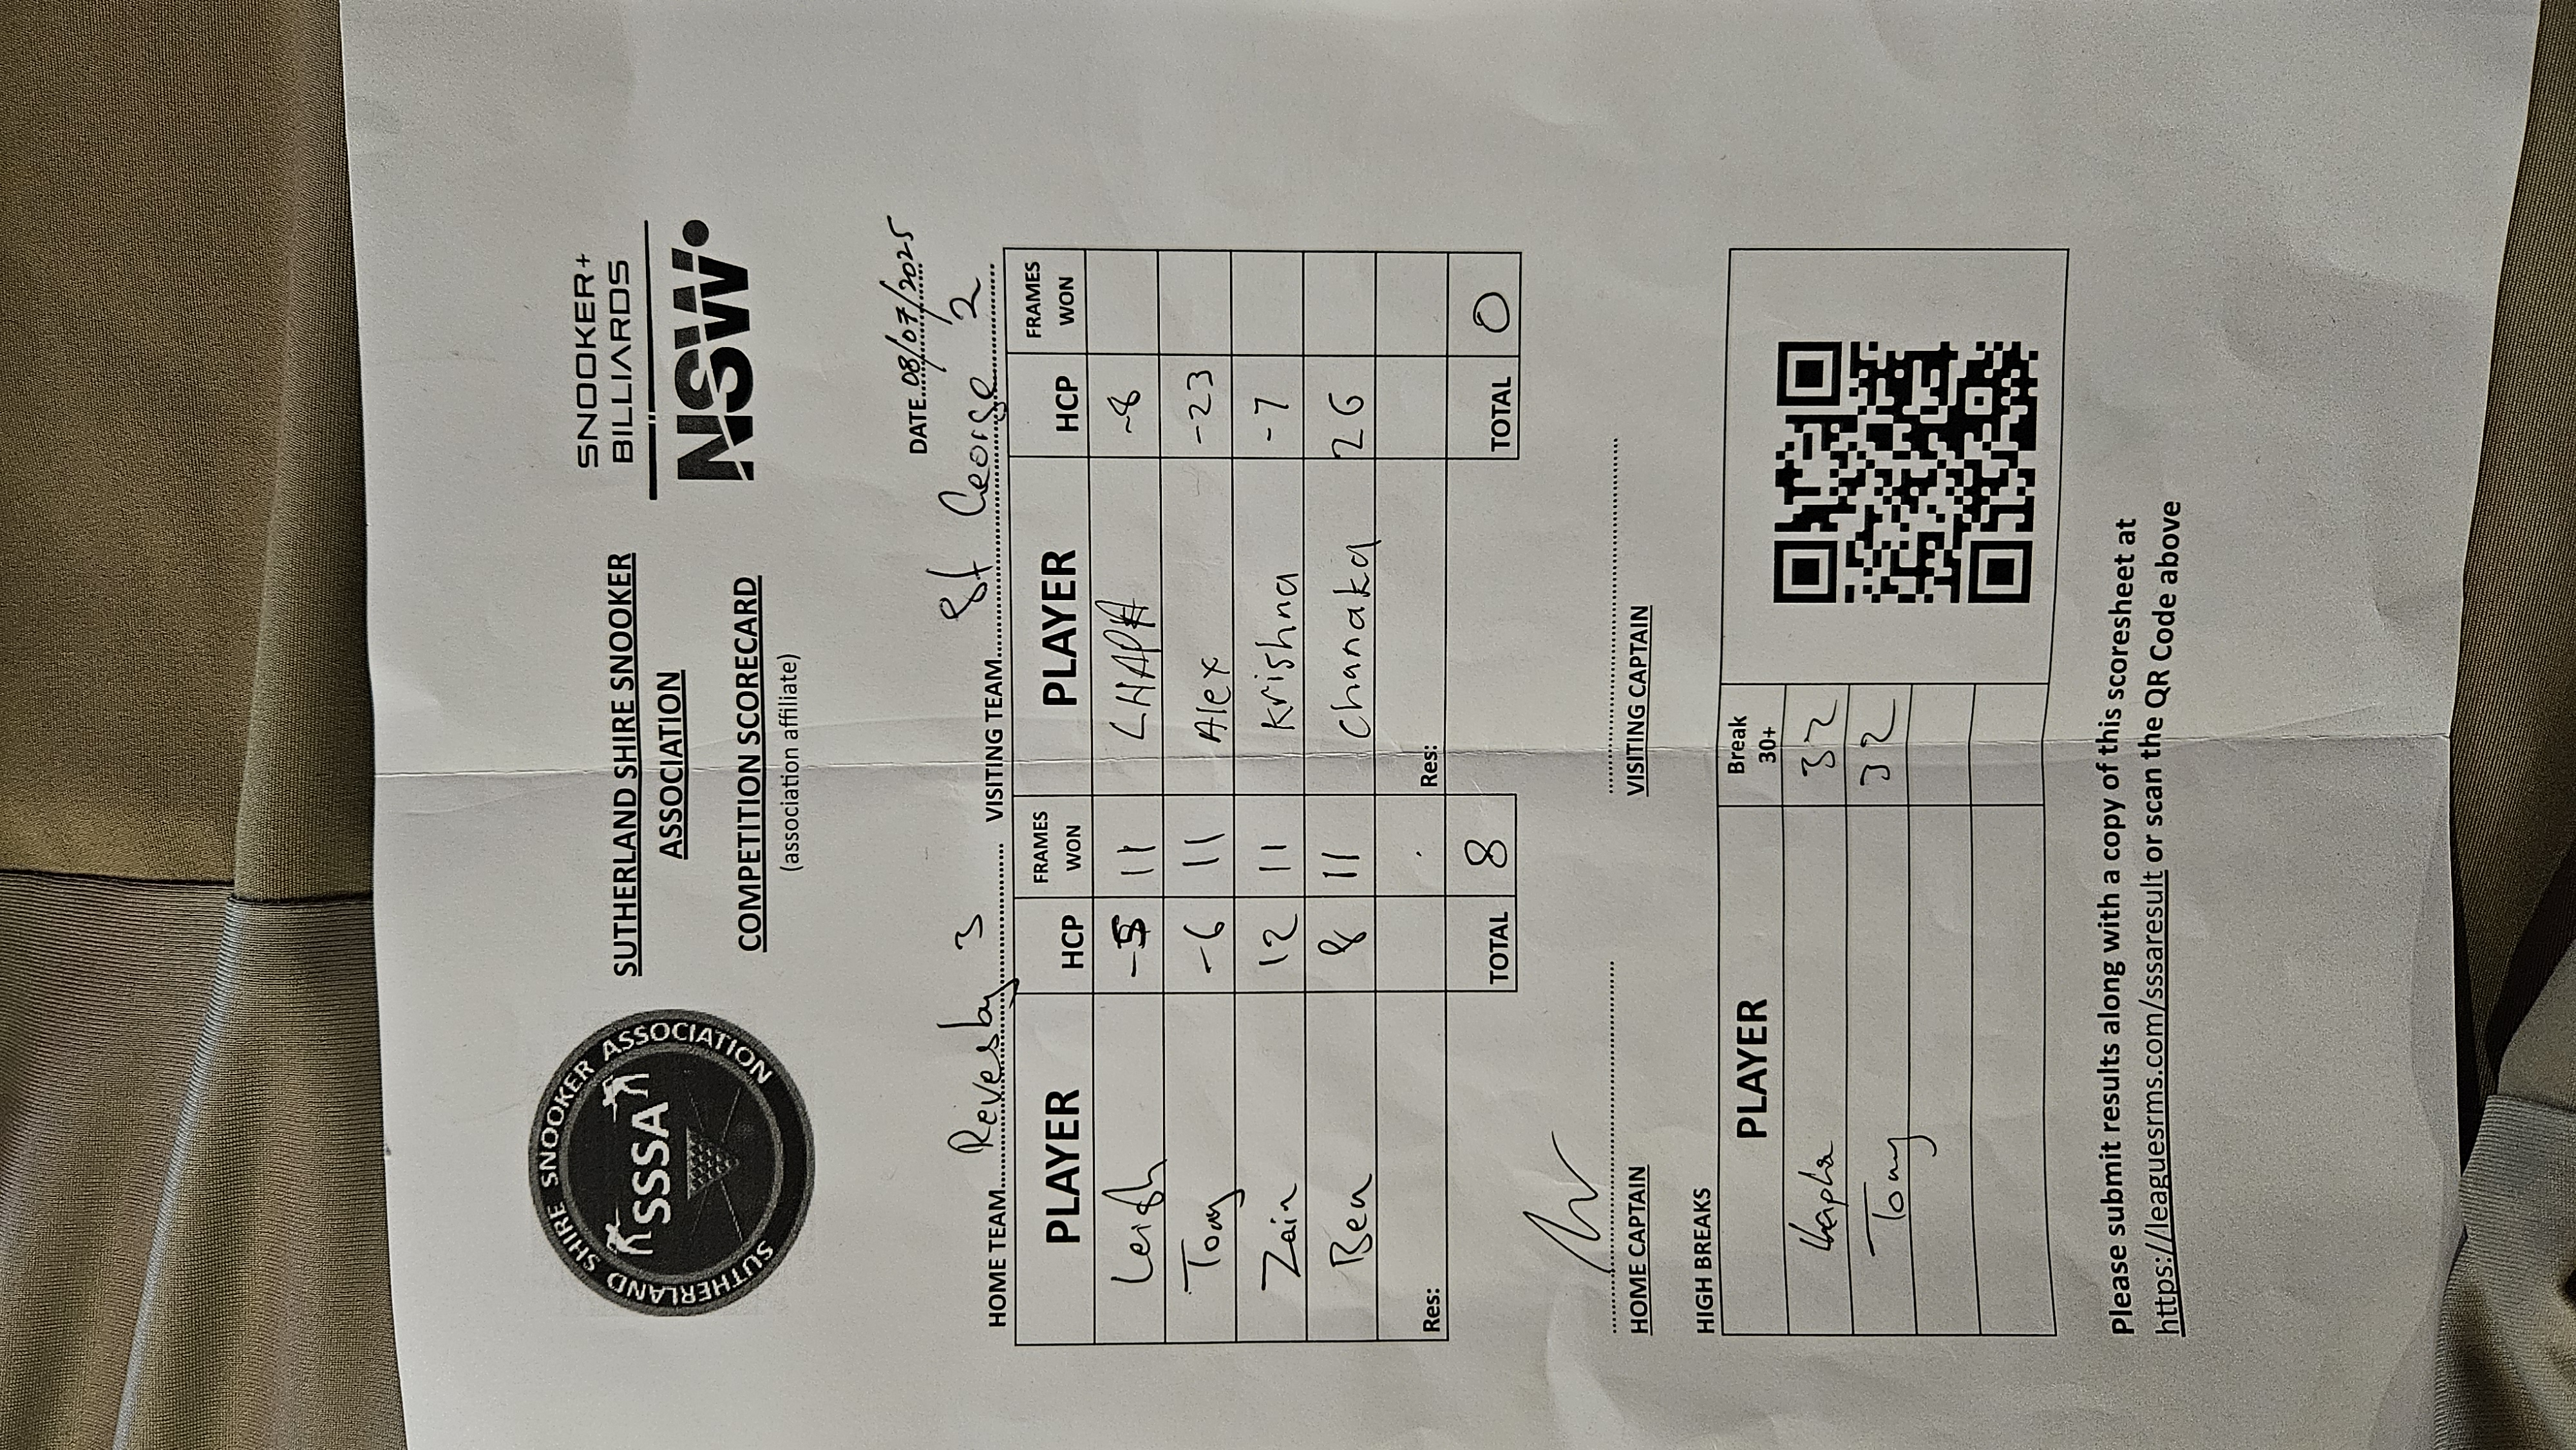 SUTHERLAND SHIRE SNOOKER ASSOCIATION
SSSA
SUTHERLAND SHIRE SNOOKER
ASSOCIATION
COMPETITION SCORECARD
(association affiliate)
SNOOKER+
BILLIARDS
NSW
DATE 08/07/2025
HOME TEAM Revesby 3 VISITING TEAM St George 2
PLAYER HCP FRAMES WON PLAYER HCP FRAMES WON
Leigh -5 11 -8
Tony -6 11 Alex -23
Zain 12 11 Krishna -7
Ben 8 11 Chanaka 26
Res: Res:
TOTAL 8 TOTAL 0
HOME CAPTAIN VISITING CAPTAIN
HIGH BREAKS
PLAYER Break 30+
32
Tony 32
Please submit results along with a copy of this scoresheet at
https://leaguesrms.com/sssaresult or scan the QR Code above